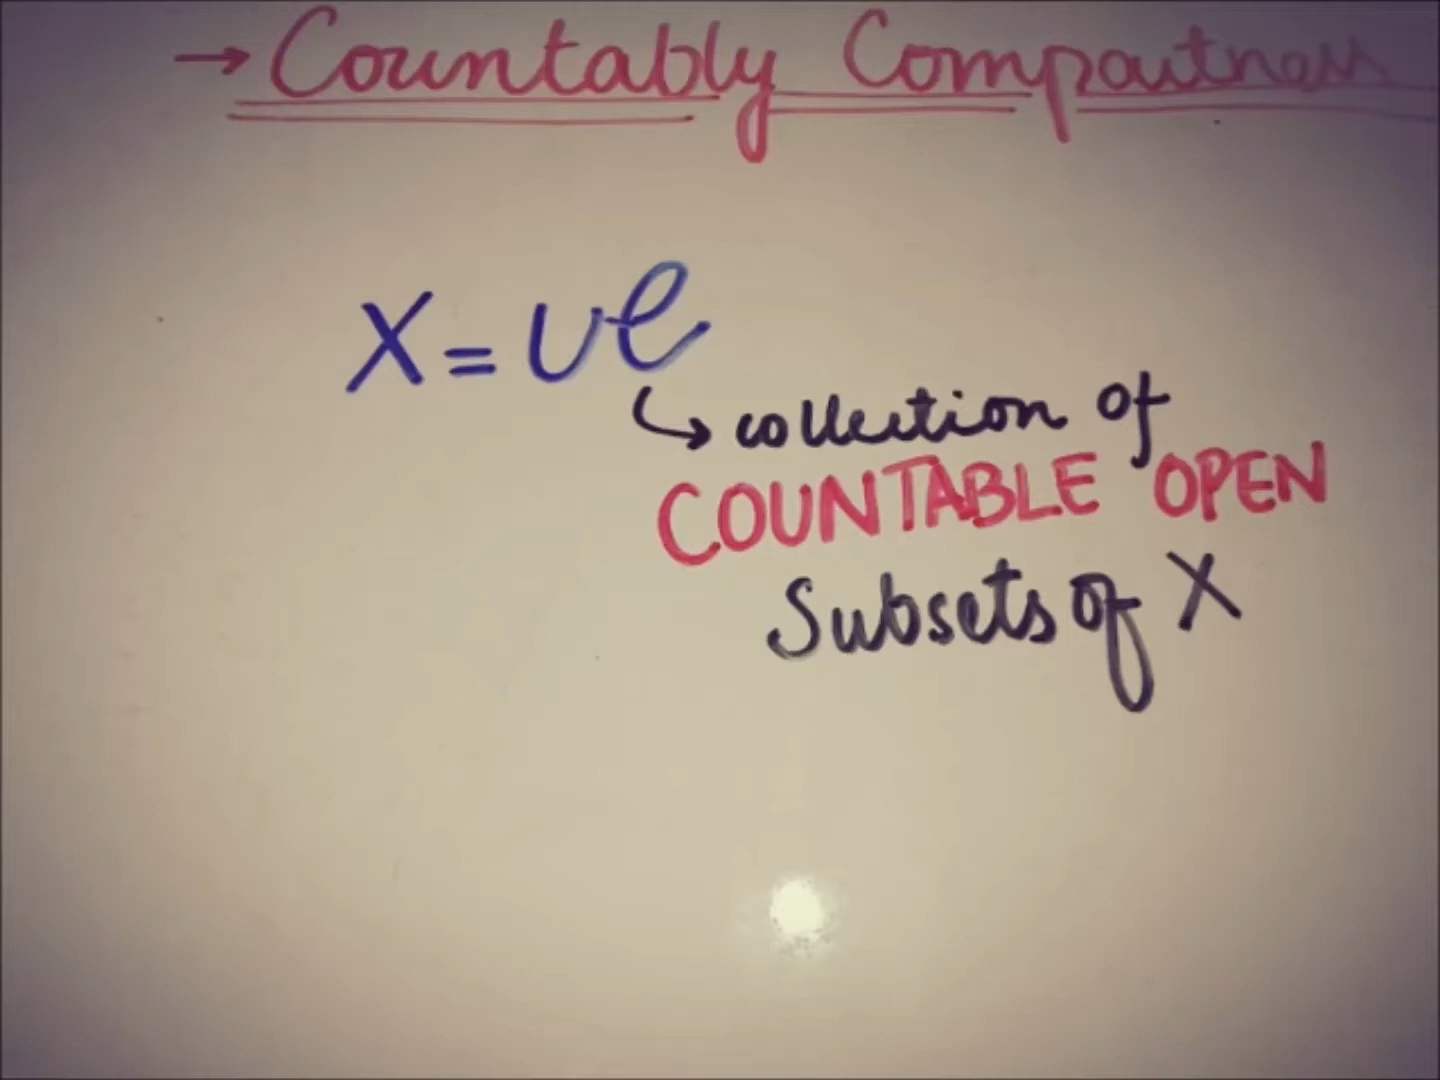 → Countably Compactness
X = ∪ℓ
↳ collection of
COUNTABLE OPEN
Subsets of X